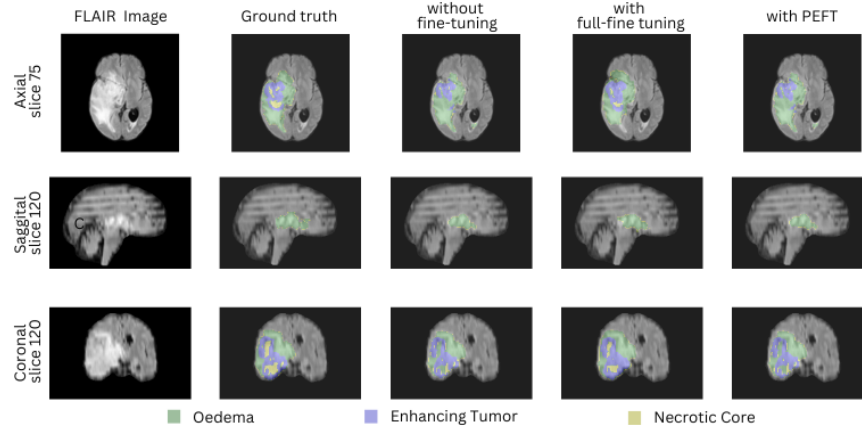 FLAIR Image
Ground truth
without
fine-tuning
with
full-fine tuning
with PEFT
Axial
slice 75
Saggital
slice 120
C
Coronal
slice 120
Oedema
Enhancing Tumor
Necrotic Core